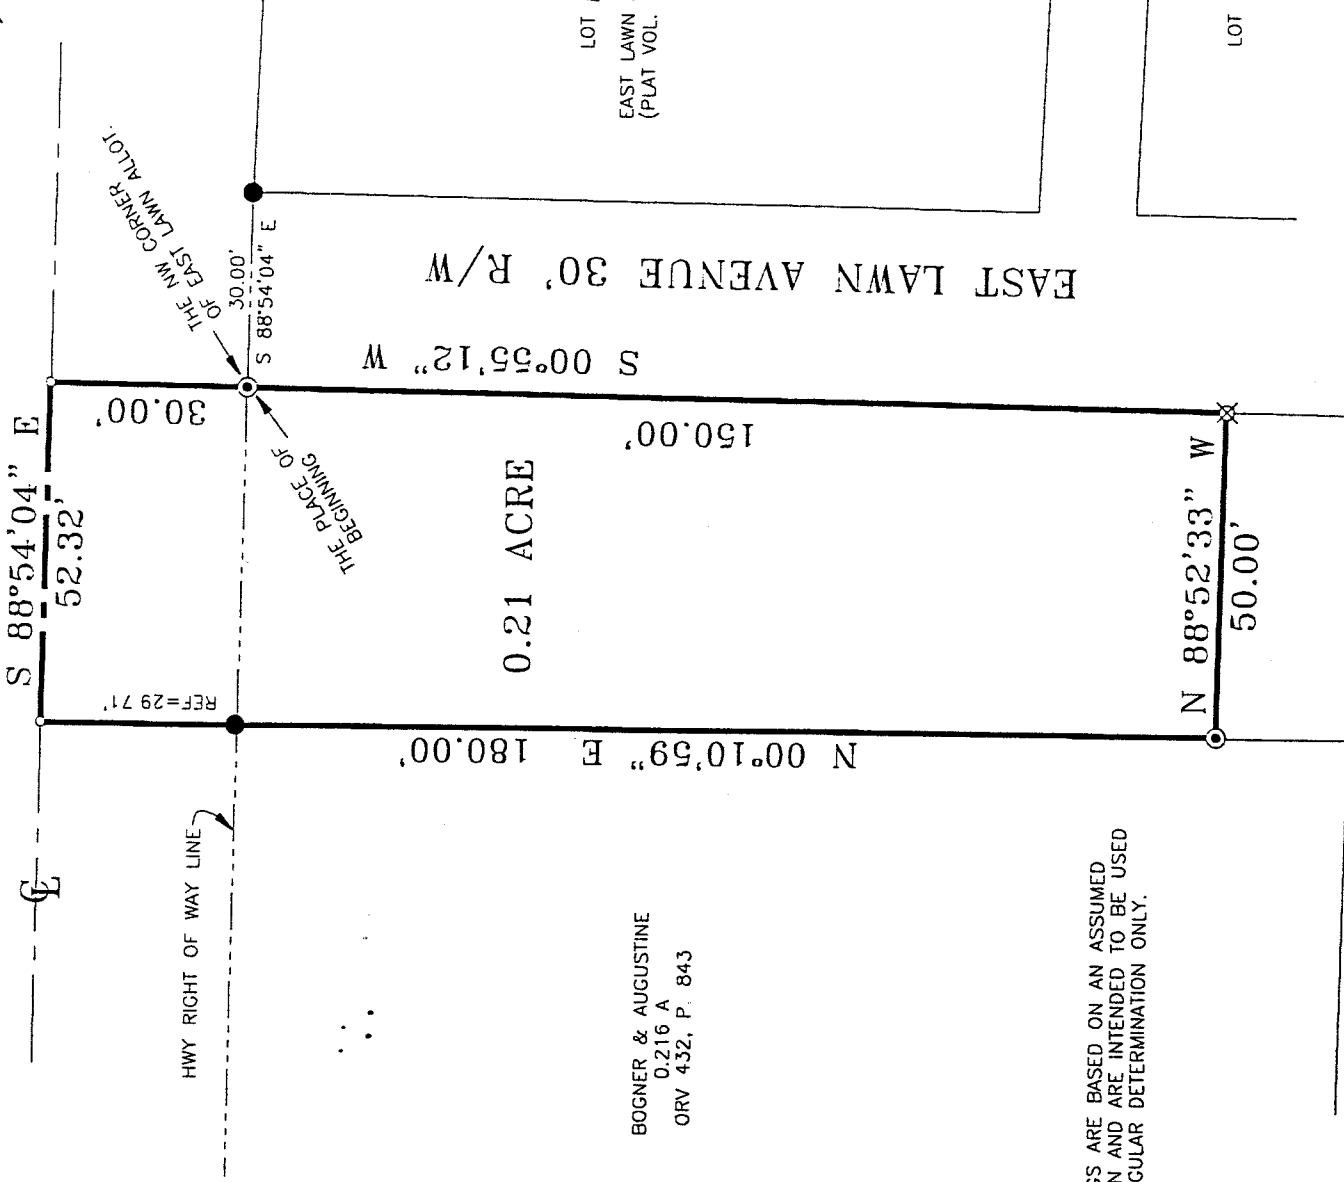 S 88°54'04" E
52.32'
30.00'
REF=29.71'
THE NW CORNER
OF EAST LAWN ALLOT.
30.00'
S 88°54'04" E
THE PLACE OF
BEGINNING
LOT
EAST LAWN
(PLAT VOL.
LOT
EAST LAWN AVENUE 30' R/W
S 00°55'12" W
150.00'
0.21 ACRE
N 88°52'33" W
50.00'
N 00°10'59" E 180.00'
CL
HWY RIGHT OF WAY LINE
BOGNER & AUGUSTINE
0.216 A
ORV 432, P. 843
GS ARE BASED ON AN ASSUMED
N AND ARE INTENDED TO BE USED
GULAR DETERMINATION ONLY.